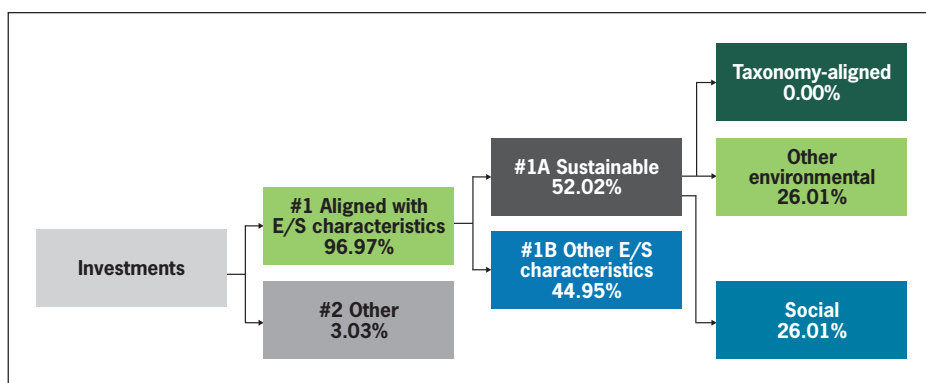 Investments
#1 Aligned with
E/S characteristics
96.97%
#2 Other
3.03%
#1A Sustainable
52.02%
#1B Other E/S
characteristics
44.95%
Taxonomy-aligned
0.00%
Other
environmental
26.01%
Social
26.01%